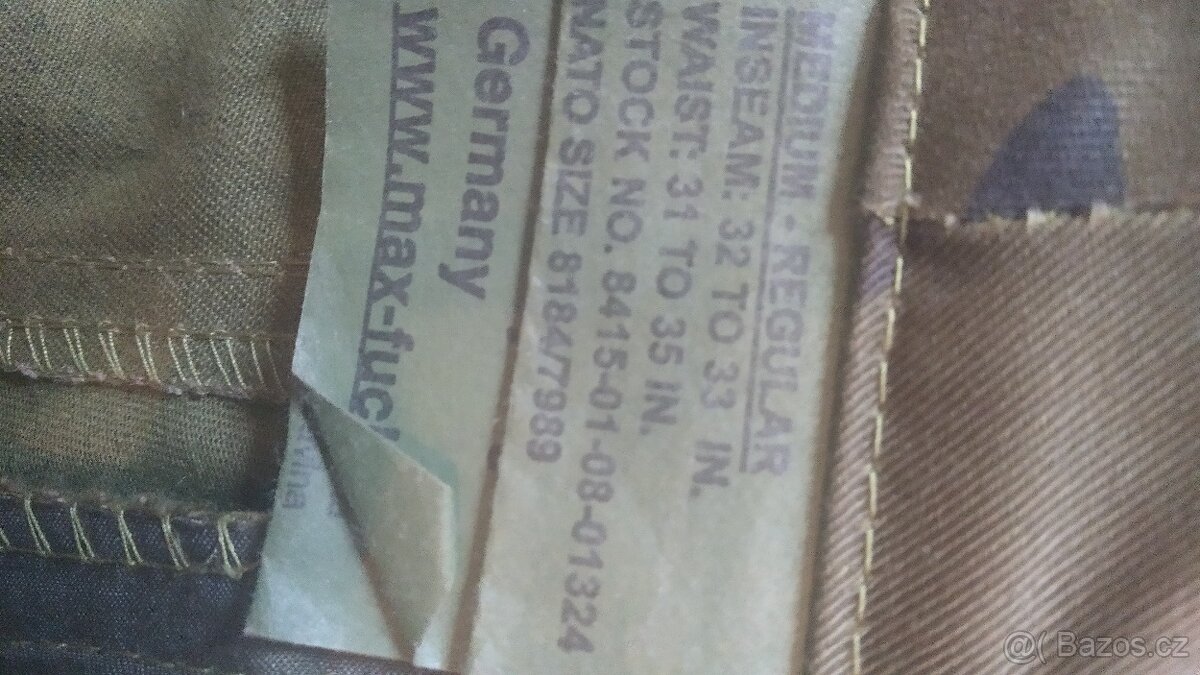 MEDIUM - REGULAR
INSEAM: 32 TO 33 IN.
WAIST: 31 TO 35 IN.
STOCK NO. 8415-01-08-01324
NATO SIZE 8184/7989
Germany
www.max-fuc
@( Bazos.cz